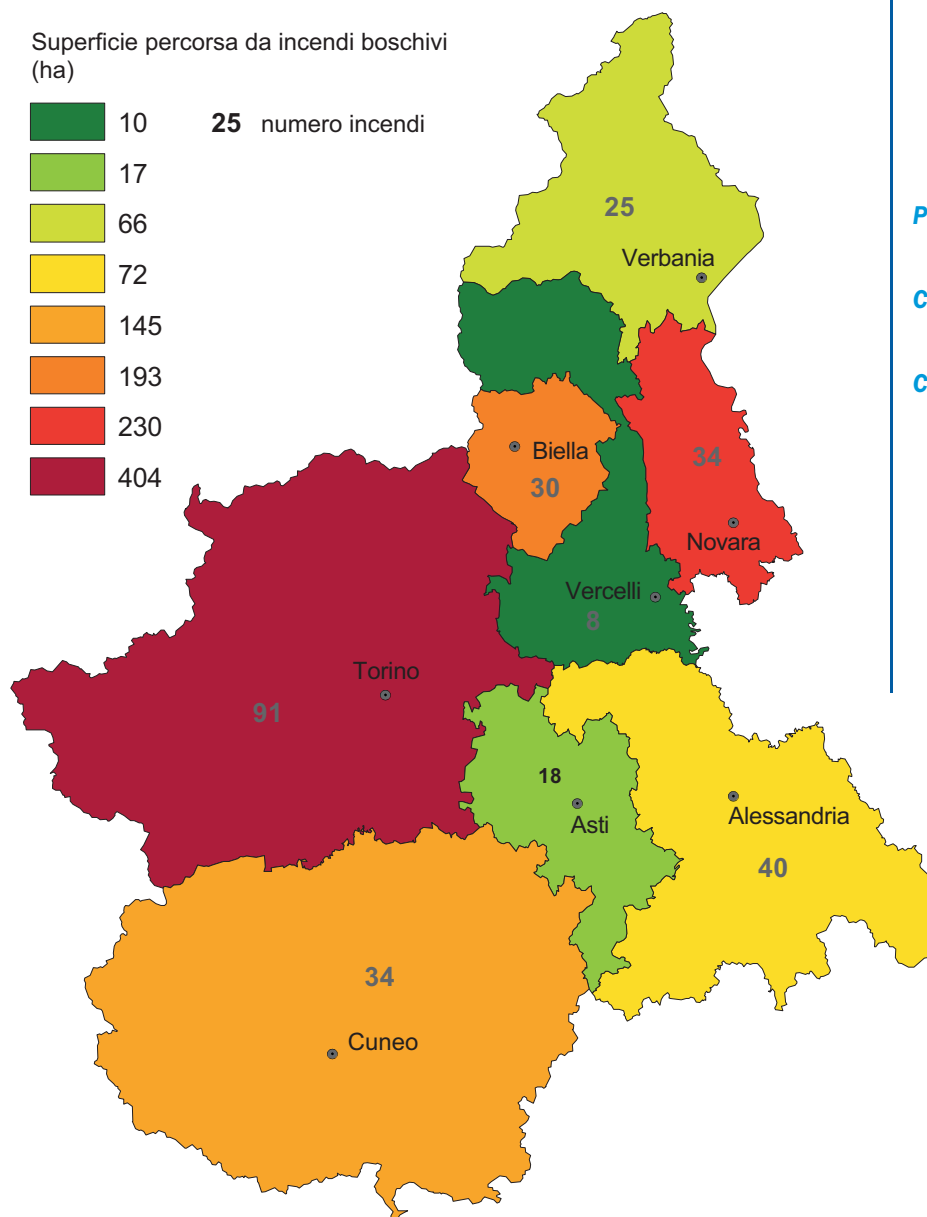 Superficie percorsa da incendi boschivi
(ha)
10
25 numero incendi
17
66
72
145
193
230
404
25
Verbania
P
C
C
Biella
30
34
Novara
Vercelli
8
Torino
91
18
Asti
Alessandria
40
34
Cuneo